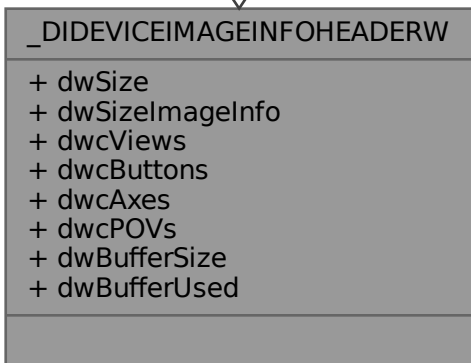 _DIDEVICEIMAGEINFOHEADERW
+ dwSize
+ dwSizeImageInfo
+ dwcViews
+ dwcButtons
+ dwcAxes
+ dwcPOVs
+ dwBufferSize
+ dwBufferUsed